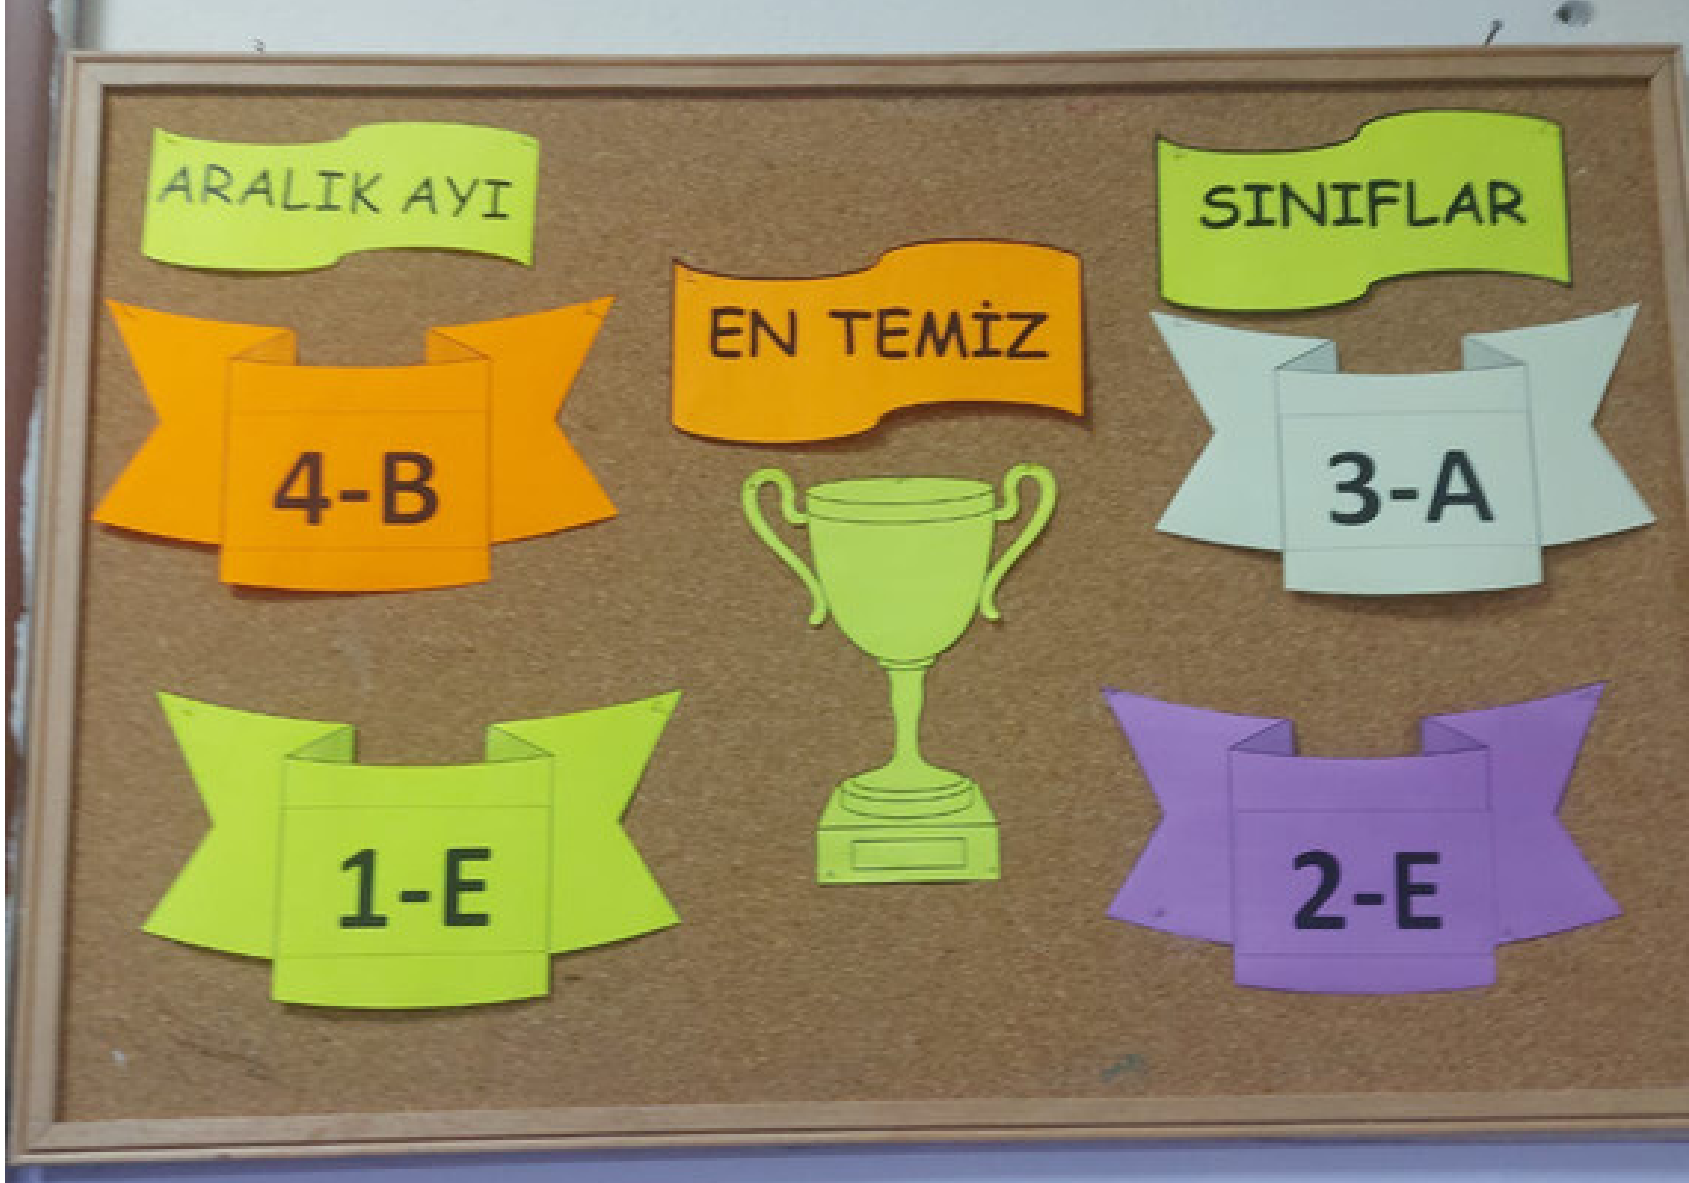 ARALIK AYI
EN TEMİZ
SINIFLAR
4-B
3-A
1-E
2-E